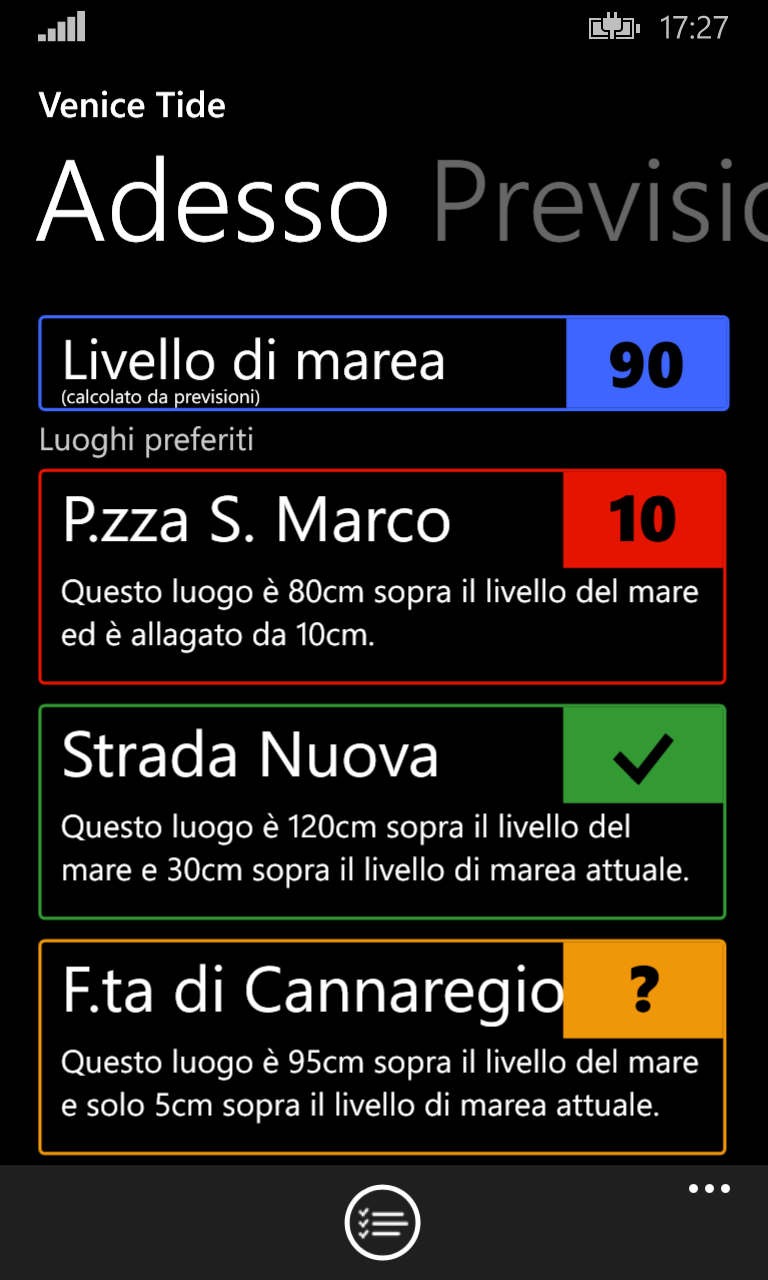 17:27
Venice Tide
Adesso Previsio
Livello di marea 90
(calcolato da previsioni)
Luoghi preferiti
P.zza S. Marco 10
Questo luogo è 80cm sopra il livello del mare
ed è allagato da 10cm.
Strada Nuova
Questo luogo è 120cm sopra il livello del
mare e 30cm sopra il livello di marea attuale.
F.ta di Cannaregio ?
Questo luogo è 95cm sopra il livello del mare
e solo 5cm sopra il livello di marea attuale.